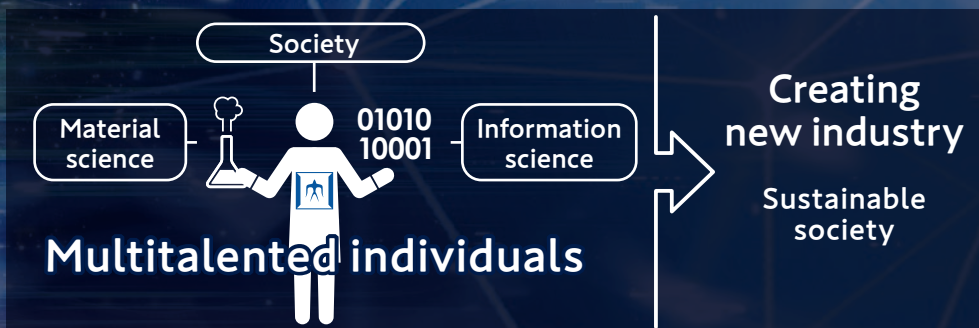 Society
Material
science
01010
10001
Information
science
Multitalented individuals
Creating
new industry
Sustainable
society